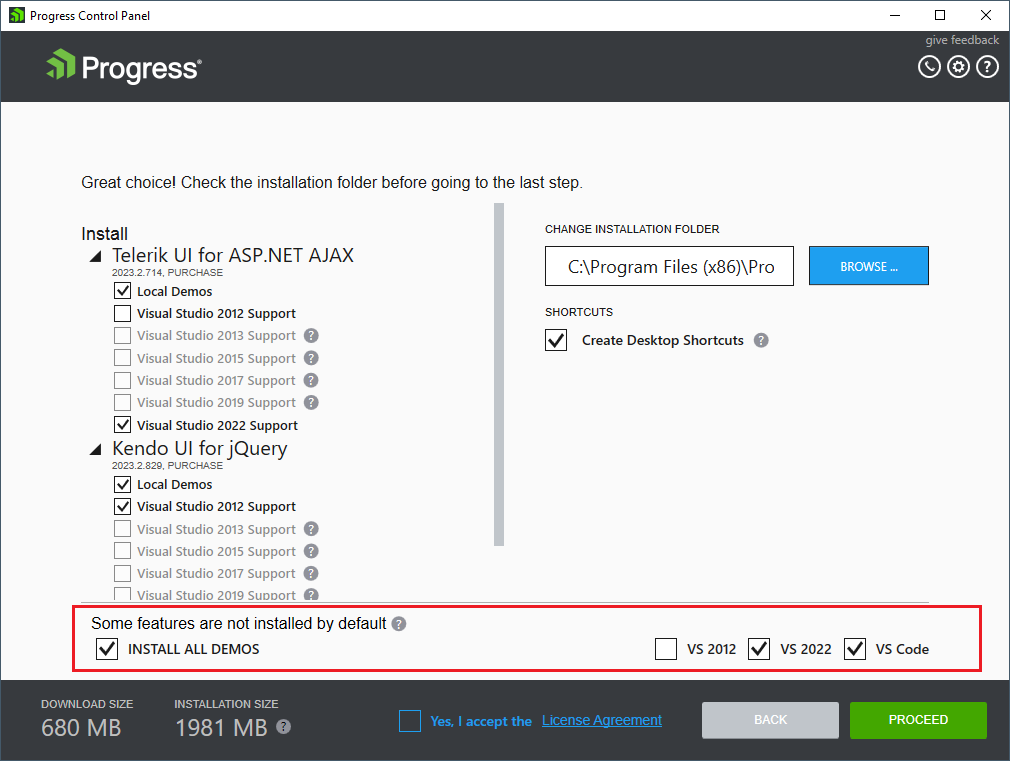 Progress Control Panel
give feedback
Progress®
Great choice! Check the installation folder before going to the last step.
Install
Telerik UI for ASP.NET AJAX
2023.2.714, PURCHASE
Local Demos
Visual Studio 2012 Support
Visual Studio 2013 Support ?
Visual Studio 2015 Support ?
Visual Studio 2017 Support ?
Visual Studio 2019 Support ?
Visual Studio 2022 Support
Kendo UI for jQuery
2023.2.829, PURCHASE
Local Demos
Visual Studio 2012 Support
Visual Studio 2013 Support ?
Visual Studio 2015 Support ?
Visual Studio 2017 Support ?
Visual Studio 2019 Support ?
CHANGE INSTALLATION FOLDER
C:\Program Files (x86)\Pro
BROWSE ...
SHORTCUTS
Create Desktop Shortcuts ?
Some features are not installed by default ?
INSTALL ALL DEMOS
VS 2012 VS 2022 VS Code
DOWNLOAD SIZE
680 MB
INSTALLATION SIZE
1981 MB ?
Yes, I accept the License Agreement
BACK
PROCEED